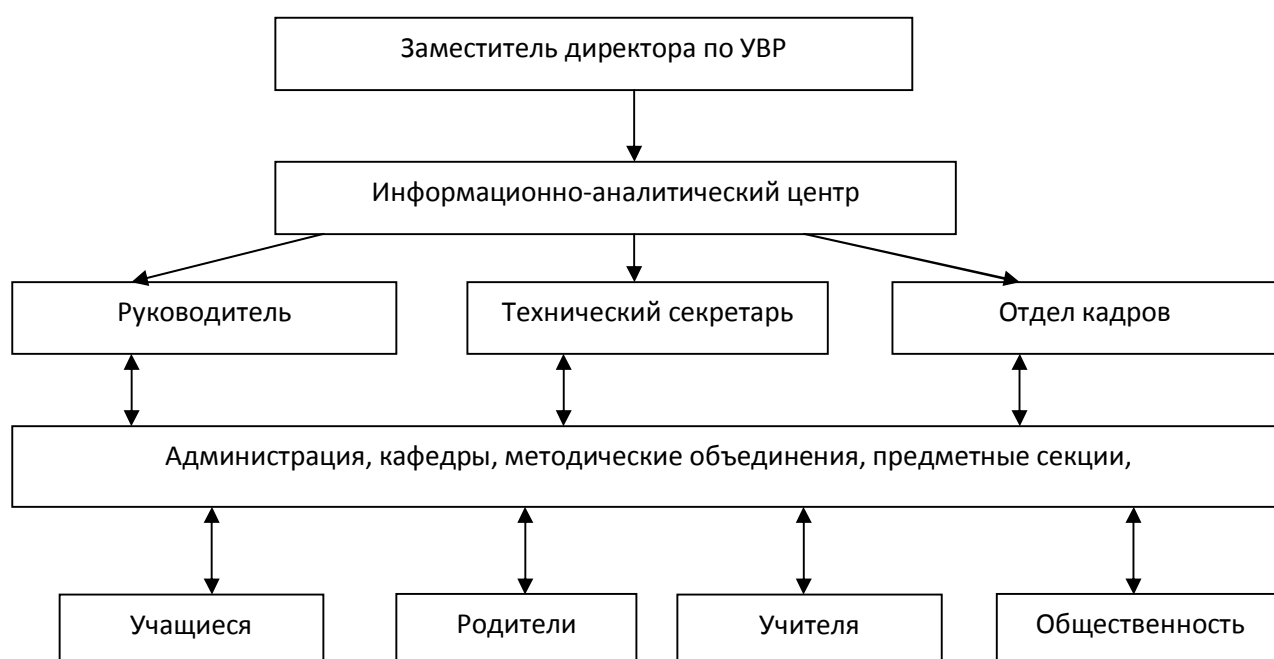 Заместитель директора по УВР
Информационно-аналитический центр
Руководитель
Технический секретарь
Отдел кадров
Администрация, кафедры, методические объединения, предметные секции,
Учащиеся
Родители
Учителя
Общественность